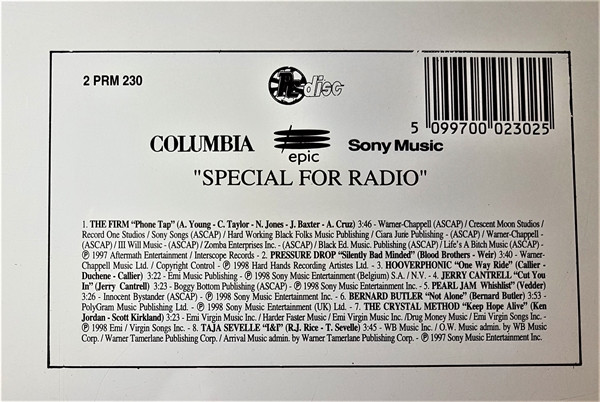 2 PRM 230
PRS disc
5 099700 023025
COLUMBIA epic Sony Music
"SPECIAL FOR RADIO"
1. THE FIRM “Phone Tap” (A. Young - C. Taylor - N. Jones - J. Baxter - A. Cruz) 3:46 - Warner-Chappell (ASCAP) / Crescent Moon Studios /
Record One Studios / Sony Songs (ASCAP) / Hard Working Black Folks Music Publishing / Ciara Jure Publishing - (ASCAP) / Warner-Chappell -
(ASCAP) / III Will Music - (ASCAP) / Zomba Enterprises Inc. - (ASCAP) / Black Ed. Music. Publishing (ASCAP) / Life's A Bitch Music (ASCAP) -
℗ 1997 Aftermath Entertainment / Interscope Records - 2. PRESSURE DROP “Silently Bad Minded” (Blood Brothers - Weir) 3:40 - Warner-
Chappell Music Ltd. / Copyright Control - ℗ 1998 Hard Hands Recording Artistes Ltd. - 3. HOOVERPHONIC “One Way Ride” (Callier -
Duchene - Callier) 3:22 - Emi Music Publishing - ℗ 1998 Sony Music Entertainment (Belgium) S.A. / N.V. - 4. JERRY CANTRELL “Cut You
In” (Jerry Cantrell) 3:23 - Boggy Bottom Publishing (ASCAP) - ℗ 1998 Sony Music Entertainment Inc. - 5. PEARL JAM Whishlist” (Vedder)
3:26 - Innocent Bystander (ASCAP) - ℗ 1998 Sony Music Entertainment Inc. - 6. BERNARD BUTLER “Not Alone” (Bernard Butler) 3:53 -
PolyGram Music Publishing Ltd. - ℗ 1998 Sony Music Entertainment (UK) Ltd. - 7. THE CRYSTAL METHOD “Keep Hope Alive” (Ken
Jordan - Scott Kirkland) 3:23 - Emi Virgin Music Inc. / Harder Faster Music / Emi Virgin Songs Inc. /Drug Money Music / Emi Virgin Songs Inc. -
℗ 1998 Emi / Virgin Songs Inc. - 8. TAJA SEVELLE “I&I” (R.J. Rice - T. Sevelle) 3:45 - WB Music Inc. / O.W. Music admin. by WB Music
Corp. / Warner Tamerlane Publishing Corp. / Arrival Music admin. by Warner Tamerlane Publishing Corp. - ℗ 1997 Sony Music Entertainment Inc.